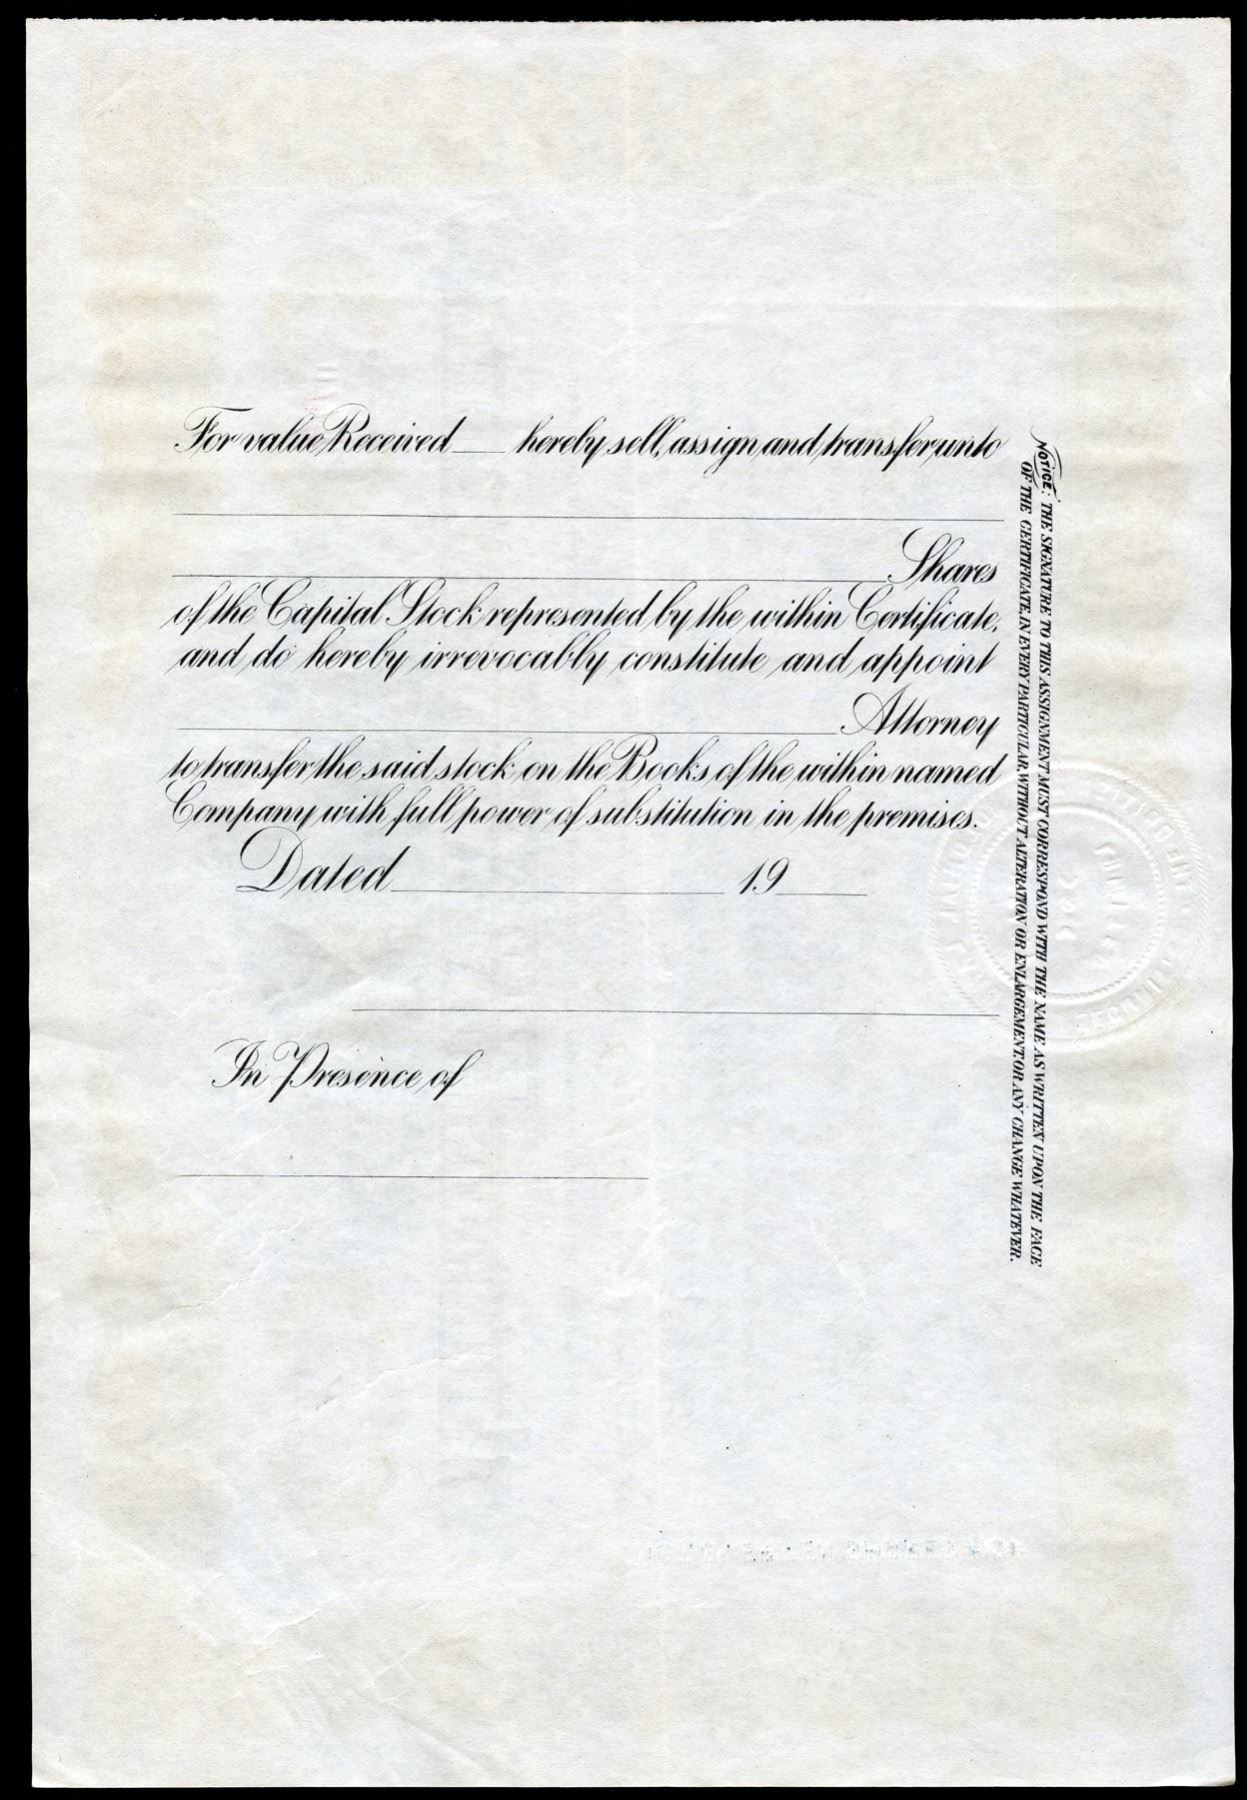 For value Received ___ hereby sell, assign and transfer unto
Shares
of the Capital Stock represented by the within Certificate,
and do hereby irrevocably constitute and appoint
Attorney
to transfer the said stock on the Books of the within named
Company with full power of substitution in the premises.
Dated ___ 19 ___
In Presence of
NOTICE: THE SIGNATURE TO THIS ASSIGNMENT MUST CORRESPOND WITH THE NAME AS WRITTEN UPON THE FACE
OF THE CERTIFICATE, IN EVERY PARTICULAR, WITHOUT ALTERATION OR ENLARGEMENT, OR ANY CHANGE WHATEVER.